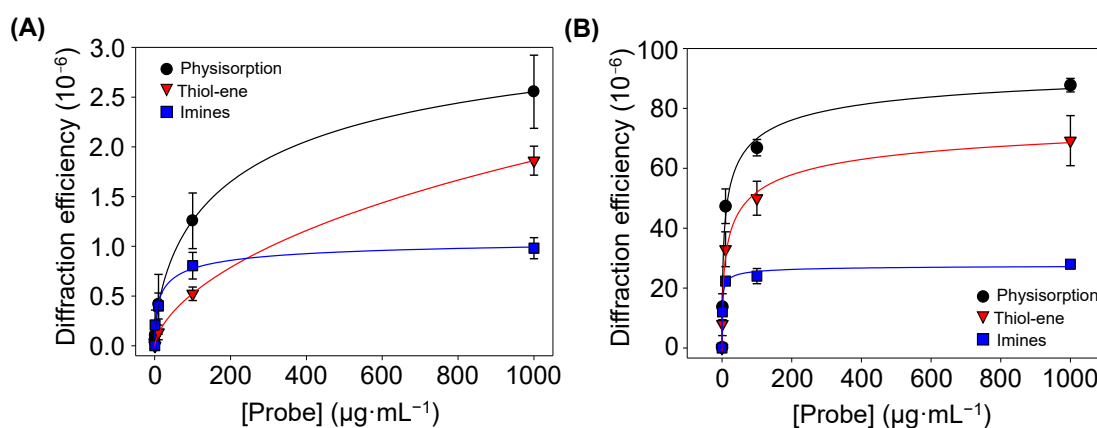 (A)
Diffraction efficiency (10⁻⁶)
3.0
2.5
2.0
1.5
1.0
0.5
0.0
Physisorption
Thiol-ene
Imines
0 200 400 600 800 1000
[Probe] (µg·mL⁻¹)
(B)
Diffraction efficiency (10⁻⁶)
100
80
60
40
20
0
Physisorption
Thiol-ene
Imines
0 200 400 600 800 1000
[Probe] (µg·mL⁻¹)